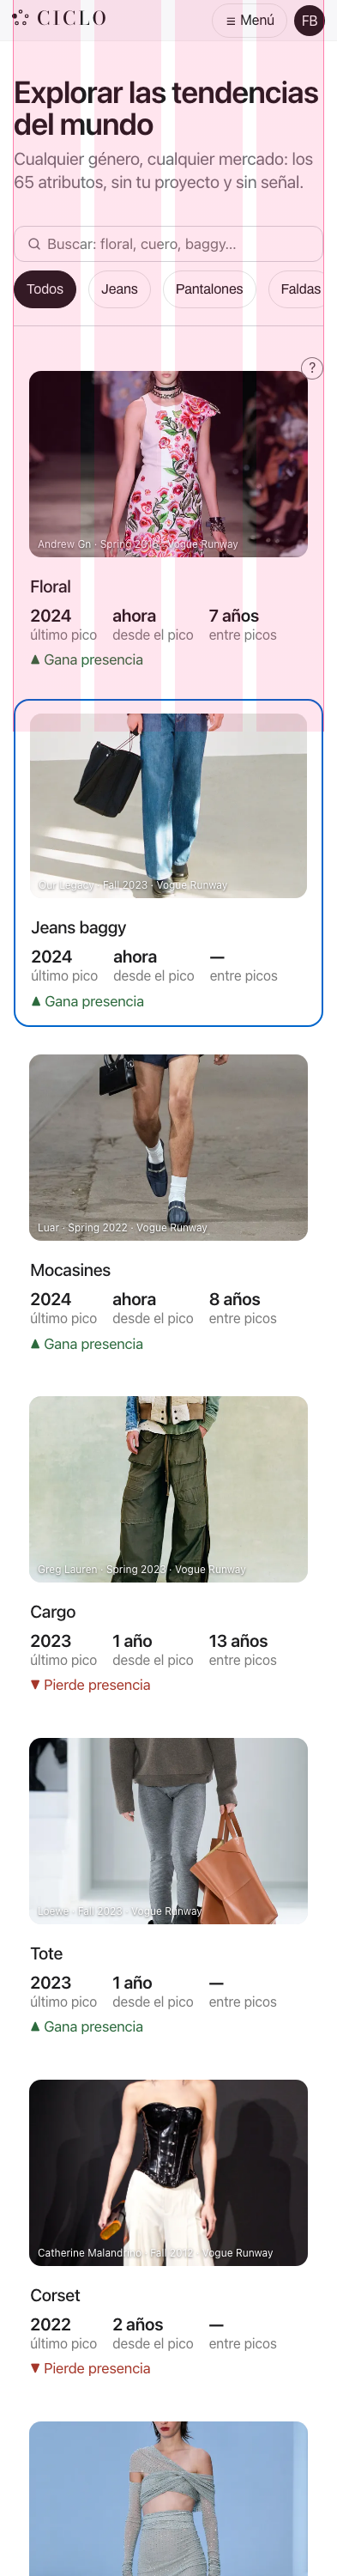 CICLO
≡ Menú
FB
Explorar las tendencias
del mundo
Cualquier género, cualquier mercado: los
65 atributos, sin tu proyecto y sin señal.
Buscar: floral, cuero, baggy...
Todos
Jeans
Pantalones
Faldas
?
Andrew Gn · Spring 2016 · Vogue Runway
Floral
2024 ahora 7 años
último pico desde el pico entre picos
▲ Gana presencia
Our Legacy · Fall 2023 · Vogue Runway
Jeans baggy
2024 ahora —
último pico desde el pico entre picos
▲ Gana presencia
Luar · Spring 2022 · Vogue Runway
Mocasines
2024 ahora 8 años
último pico desde el pico entre picos
▲ Gana presencia
Greg Lauren · Spring 2023 · Vogue Runway
Cargo
2023 1 año 13 años
último pico desde el pico entre picos
▼ Pierde presencia
Loewe · Fall 2023 · Vogue Runway
Tote
2023 1 año —
último pico desde el pico entre picos
▲ Gana presencia
Catherine Malandrino · Fall 2012 · Vogue Runway
Corset
2022 2 años —
último pico desde el pico entre picos
▼ Pierde presencia